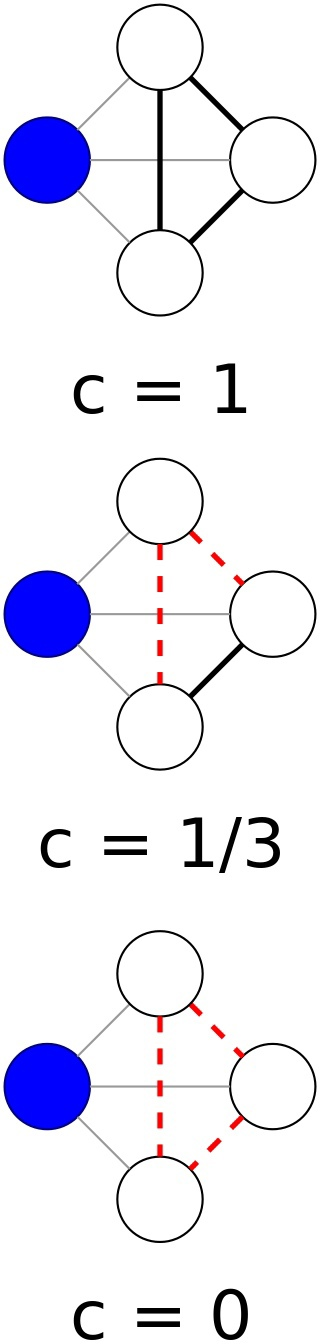 c = 1
c = 1/3
c = 0